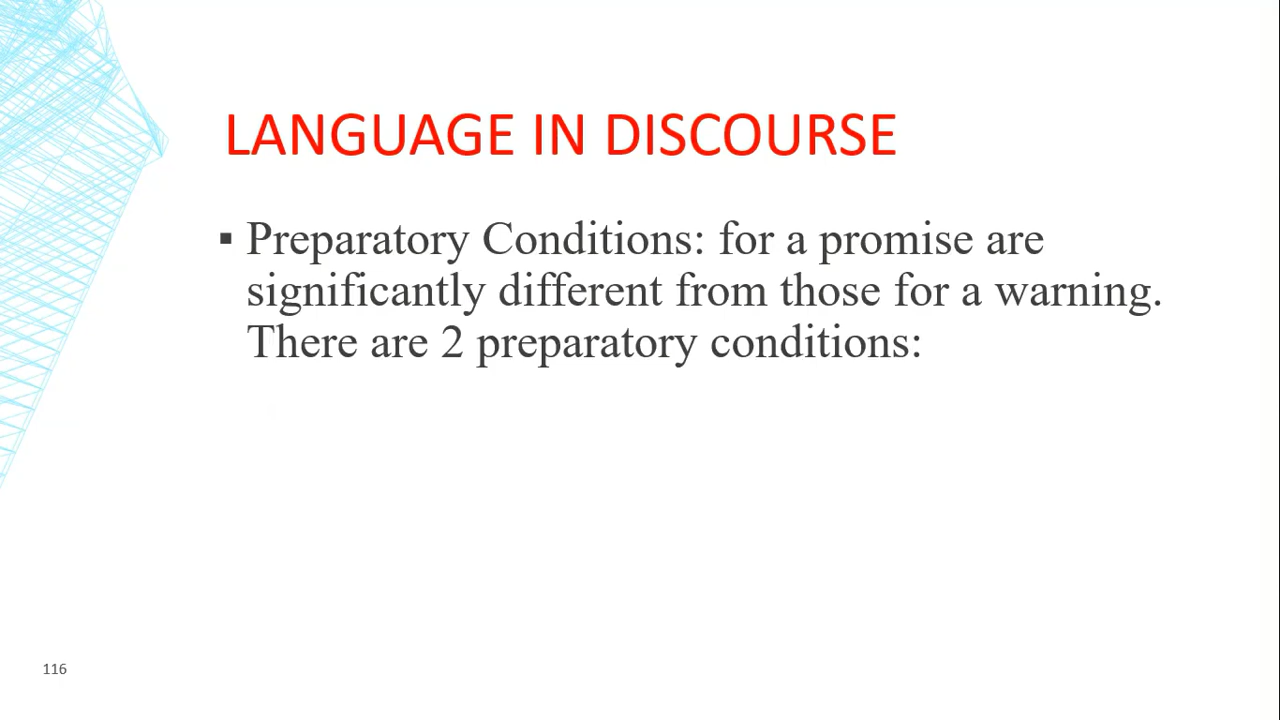 LANGUAGE IN DISCOURSE
▪ Preparatory Conditions: for a promise are
significantly different from those for a warning.
There are 2 preparatory conditions:
116